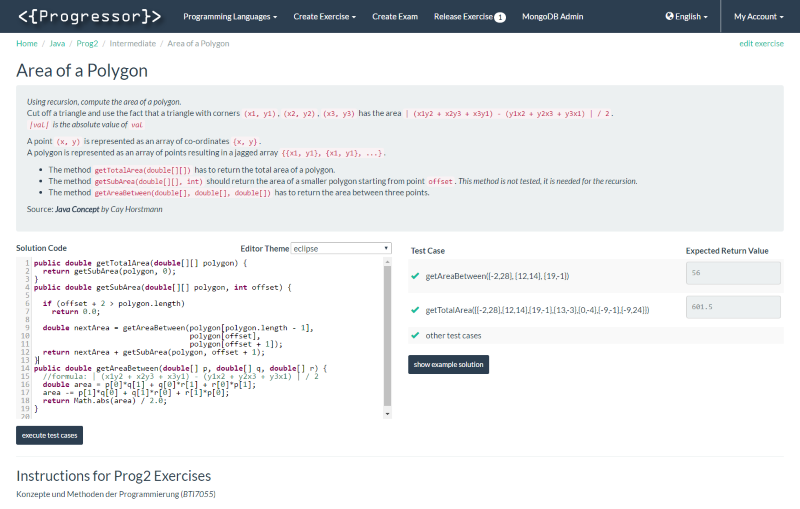 <{Progressor}> Programming Languages Create Exercise Create Exam Release Exercise 1 MongoDB Admin English My Account
Home / Java / Prog2 / Intermediate / Area of a Polygon edit exercise
Area of a Polygon
Using recursion, compute the area of a polygon.
Cut off a triangle and use the fact that a triangle with corners (x1, y1), (x2, y2), (x3, y3) has the area | (x1y2 + x2y3 + x3y1) - (y1x2 + y2x3 + y3x1) | / 2.
|val| is the absolute value of val
A point (x, y) is represented as an array of co-ordinates {x, y}.
A polygon is represented as an array of points resulting in a jagged array {{x1, y1}, {x1, y1}, ...}.
• The method getTotalArea(double[][]) has to return the total area of a polygon.
• The method getSubArea(double[][], int) should return the area of a smaller polygon starting from point offset. This method is not tested, it is needed for the recursion.
• The method getAreaBetween(double[], double[], double[]) has to return the area between three points.
Source: Java Concept by Cay Horstmann
Solution Code Editor Theme eclipse
1 public double getTotalArea(double[][] polygon) {
2 return getSubArea(polygon, 0);
3 }
4 public double getSubArea(double[][] polygon, int offset) {
5
6 if (offset + 2 > polygon.length)
7 return 0.0;
8
9 double nextArea = getAreaBetween(polygon[polygon.length - 1],
10 polygon[offset],
11 polygon[offset + 1]);
12 return nextArea + getSubArea(polygon, offset + 1);
13 }
14 public double getAreaBetween(double[] p, double[] q, double[] r) {
15 //formula: | (x1y2 + x2y3 + x3y1) - (y1x2 + y2x3 + y3x1) | / 2
16 double area = p[0]*q[1] + q[0]*r[1] + r[0]*p[1];
17 area -= p[1]*q[0] + q[1]*r[0] + r[1]*p[0];
18 return Math.abs(area) / 2.0;
19 }
20
execute test cases
Test Case Expected Return Value
getAreaBetween([-2,28], [12,14], [19,-1]) 56
getTotalArea([[-2,28],[12,14],[19,-1],[13,-3],[0,-4],[-9,-1],[-9,24]]) 601.5
other test cases
show example solution
Instructions for Prog2 Exercises
Konzepte und Methoden der Programmierung (BTI7055)